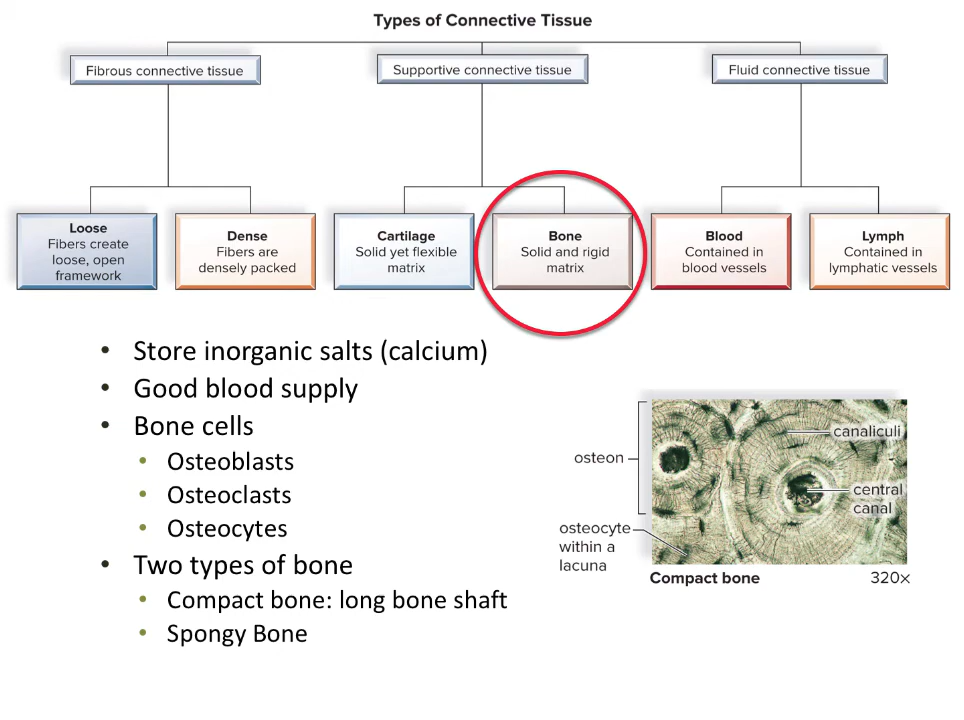 Types of Connective Tissue
Fibrous connective tissue
Supportive connective tissue
Fluid connective tissue
Loose
Fibers create
loose, open
framework
Dense
Fibers are
densely packed
Cartilage
Solid yet flexible
matrix
Bone
Solid and rigid
matrix
Blood
Contained in
blood vessels
Lymph
Contained in
lymphatic vessels
• Store inorganic salts (calcium)
• Good blood supply
• Bone cells
• Osteoblasts
• Osteoclasts
• Osteocytes
• Two types of bone
• Compact bone: long bone shaft
• Spongy Bone
osteon
osteocyte
within a
lacuna
canaliculi
central
canal
Compact bone
320×